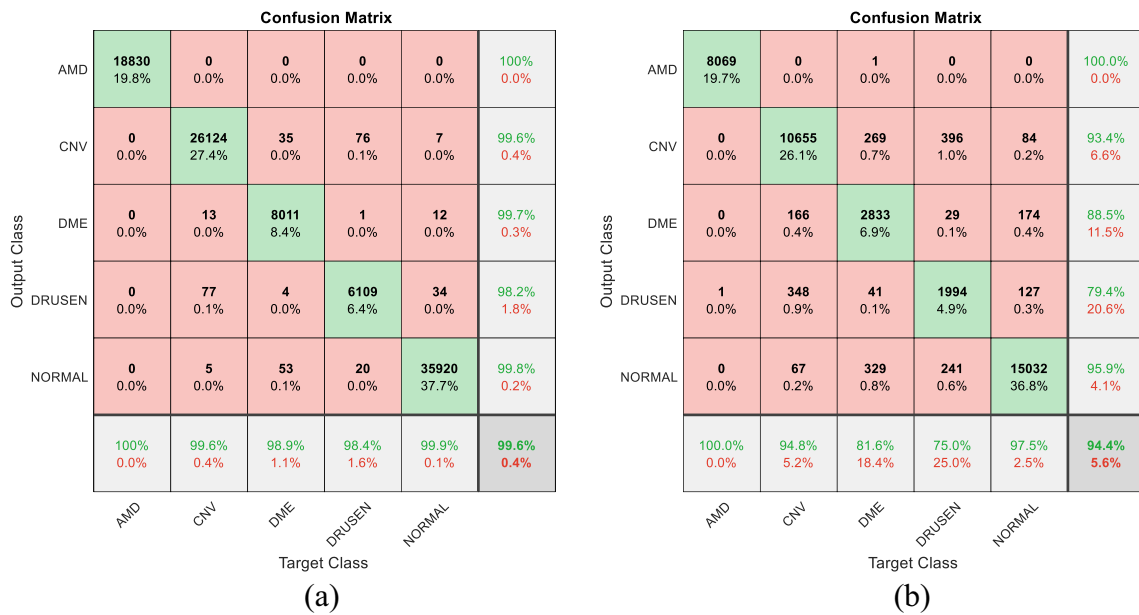 Confusion Matrix
AMD 18830 0 0 0 0 100%
19.8% 0.0% 0.0% 0.0% 0.0% 0.0%
CNV 0 26124 35 76 7 99.6%
0.0% 27.4% 0.0% 0.1% 0.0% 0.4%
DME 0 13 8011 1 12 99.7%
0.0% 0.0% 8.4% 0.0% 0.0% 0.3%
DRUSEN 0 77 4 6109 34 98.2%
0.0% 0.1% 0.0% 6.4% 0.0% 1.8%
NORMAL 0 5 53 20 35920 99.8%
0.0% 0.0% 0.1% 0.0% 37.7% 0.2%
100% 99.6% 98.9% 98.4% 99.9% 99.6%
0.0% 0.4% 1.1% 1.6% 0.1% 0.4%
AMD CNV DME DRUSEN NORMAL
Target Class
Output Class
(a)
Confusion Matrix
AMD 8069 0 1 0 0 100.0%
19.7% 0.0% 0.0% 0.0% 0.0% 0.0%
CNV 0 10655 269 396 84 93.4%
0.0% 26.1% 0.7% 1.0% 0.2% 6.6%
DME 0 166 2833 29 174 88.5%
0.0% 0.4% 6.9% 0.1% 0.4% 11.5%
DRUSEN 1 348 41 1994 127 79.4%
0.0% 0.9% 0.1% 4.9% 0.3% 20.6%
NORMAL 0 67 329 241 15032 95.9%
0.0% 0.2% 0.8% 0.6% 36.8% 4.1%
100.0% 94.8% 81.6% 75.0% 97.5% 94.4%
0.0% 5.2% 18.4% 25.0% 2.5% 5.6%
AMD CNV DME DRUSEN NORMAL
Target Class
Output Class
(b)